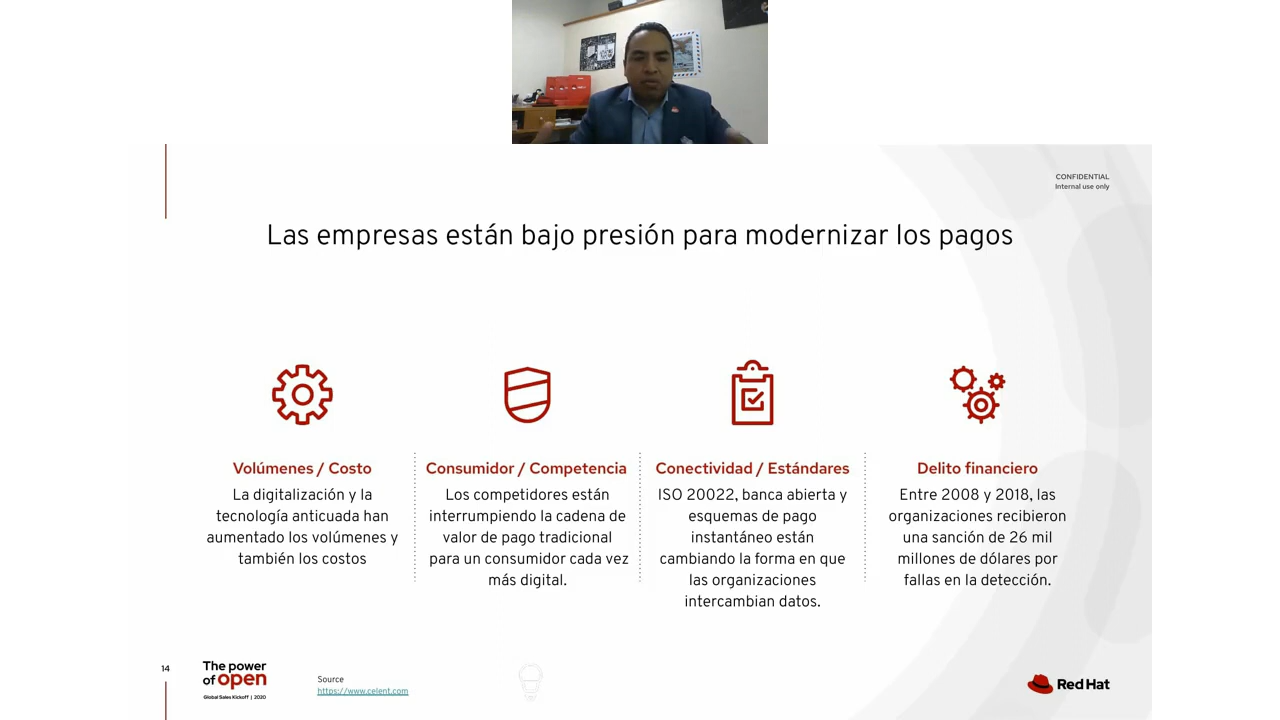 CONFIDENTIAL
Internal use only
Las empresas están bajo presión para modernizar los pagos
Volúmenes / Costo
La digitalización y la
tecnología anticuada han
aumentado los volúmenes y
también los costos
Consumidor / Competencia
Los competidores están
interrumpiendo la cadena de
valor de pago tradicional
para un consumidor cada vez
más digital.
Conectividad / Estándares
ISO 20022, banca abierta y
esquemas de pago
instantáneo están
cambiando la forma en que
las organizaciones
intercambian datos.
Delito financiero
Entre 2008 y 2018, las
organizaciones recibieron
una sanción de 26 mil
millones de dólares por
fallas en la detección.
14
The power
of open
Global Sales Kickoff | 2020
Source
https://www.celent.com
Red Hat